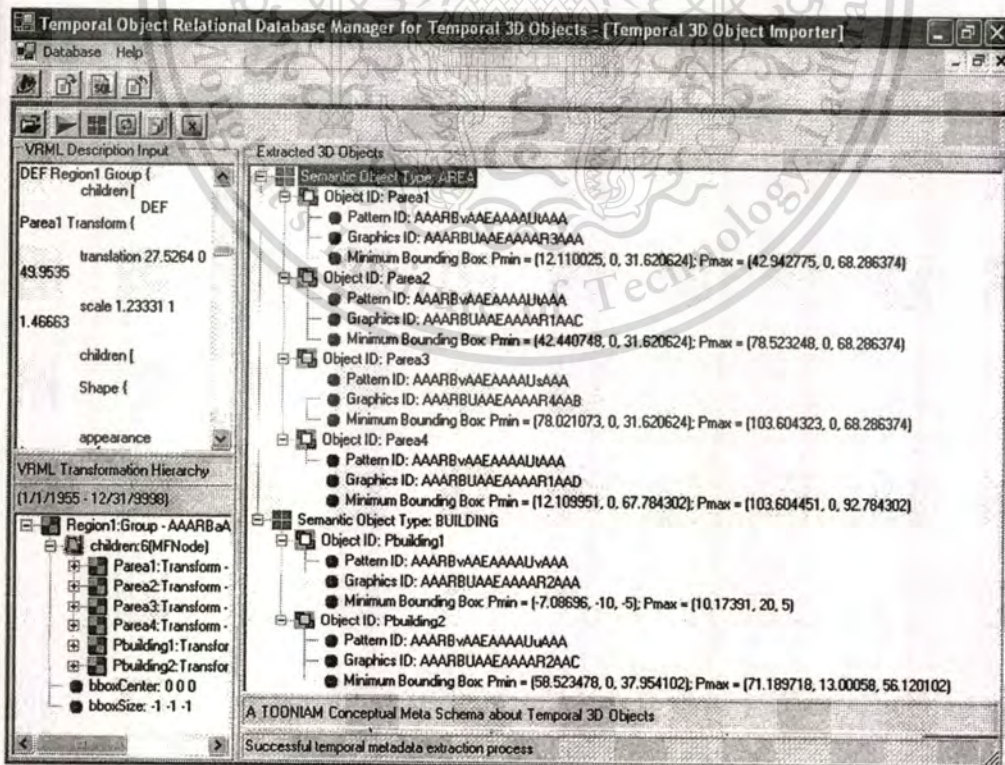 Temporal Object Relational Database Manager for Temporal 3D Objects - [Temporal 3D Object Importer]
Database Help
SQL
VRML Description Input
DEF Region1 Group {
children [
DEF
Parea1 Transform {
translation 27.5264 0
49.9535
scale 1.23331 1
1.46663
children [
Shape {
appearance
VRML Transformation Hierarchy
(1/1/1955 - 12/31/9998)
Region1:Group - AAARBaA
children:6(MFNode)
Parea1:Transform -
Parea2:Transform -
Parea3:Transform -
Parea4:Transform -
Pbuilding1:Transfor
Pbuilding2:Transfor
bboxCenter: 0 0 0
bboxSize: -1 -1 -1
Extracted 3D Objects
Semantic Object Type: AREA
Object ID: Parea1
Pattern ID: AAARBvAAEAAAAUtAAA
Graphics ID: AAARBUAAEAAAAR3AAA
Minimum Bounding Box: Pmin = (12.110025, 0, 31.620624); Pmax = (42.942775, 0, 68.286374)
Object ID: Parea2
Pattern ID: AAARBvAAEAAAAUtAAA
Graphics ID: AAARBUAAEAAAAR1AAC
Minimum Bounding Box: Pmin = (42.440748, 0, 31.620624); Pmax = (78.523248, 0, 68.286374)
Object ID: Parea3
Pattern ID: AAARBvAAEAAAAUsAAA
Graphics ID: AAARBUAAEAAAAR4AAB
Minimum Bounding Box: Pmin = (78.021073, 0, 31.620624); Pmax = (103.604323, 0, 68.286374)
Object ID: Parea4
Pattern ID: AAARBvAAEAAAAUtAAA
Graphics ID: AAARBUAAEAAAAR1AAD
Minimum Bounding Box: Pmin = (12.109951, 0, 67.784302); Pmax = (103.604451, 0, 92.784302)
Semantic Object Type: BUILDING
Object ID: Pbuilding1
Pattern ID: AAARBvAAEAAAAUvAAA
Graphics ID: AAARBUAAEAAAAR2AAA
Minimum Bounding Box: Pmin = (-7.08696, -10, -5); Pmax = (10.17391, 20, 5)
Object ID: Pbuilding2
Pattern ID: AAARBvAAEAAAAUuAAA
Graphics ID: AAARBUAAEAAAAR2AAC
Minimum Bounding Box: Pmin = (58.523478, 0, 37.954102); Pmax = (71.189718, 13.00058, 56.120102)
A TOONIAM Conceptual Meta Schema about Temporal 3D Objects
Successful temporal metadata extraction process
of Technology